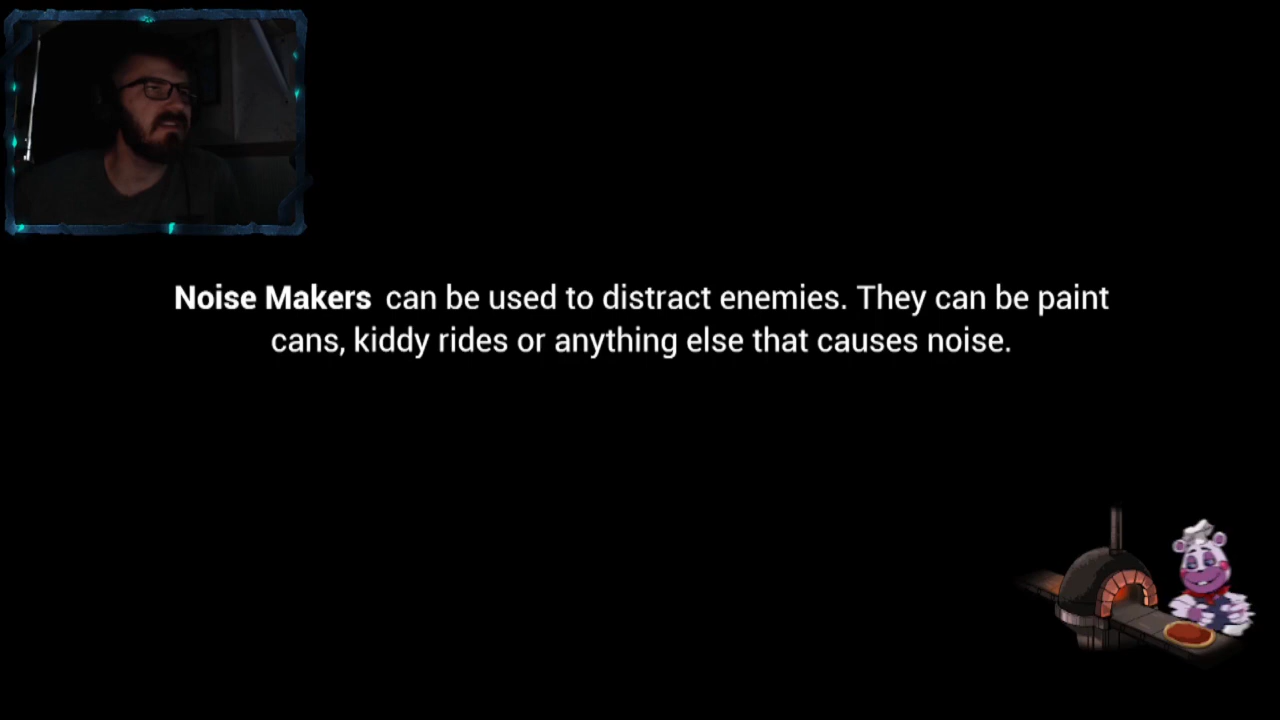 Noise Makers can be used to distract enemies. They can be paint
cans, kiddy rides or anything else that causes noise.